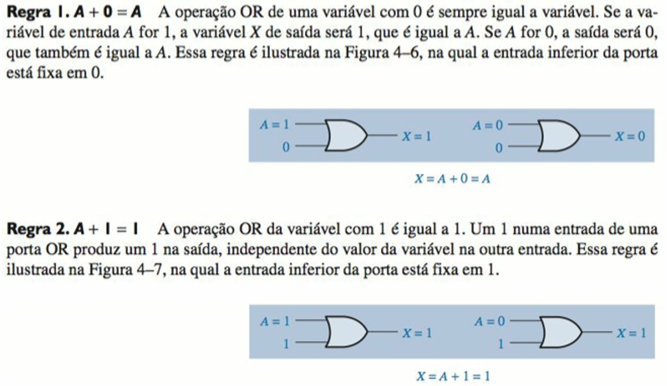 Regra 1. A + 0 = A A operação OR de uma variável com 0 é sempre igual a variável. Se a va-
riável de entrada A for 1, a variável X de saída será 1, que é igual a A. Se A for 0, a saída será 0,
que também é igual a A. Essa regra é ilustrada na Figura 4–6, na qual a entrada inferior da porta
está fixa em 0.
A = 1
0
X = 1
A = 0
0
X = 0
X = A + 0 = A
Regra 2. A + 1 = 1 A operação OR da variável com 1 é igual a 1. Um 1 numa entrada de uma
porta OR produz um 1 na saída, independente do valor da variável na outra entrada. Essa regra é
ilustrada na Figura 4–7, na qual a entrada inferior da porta está fixa em 1.
A = 1
1
X = 1
A = 0
1
X = 1
X = A + 1 = 1